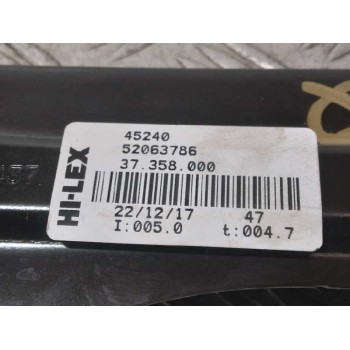 HI-LEX
45240
52063786
37.358.000
22/12/17 47
I:005.0 t:004.7